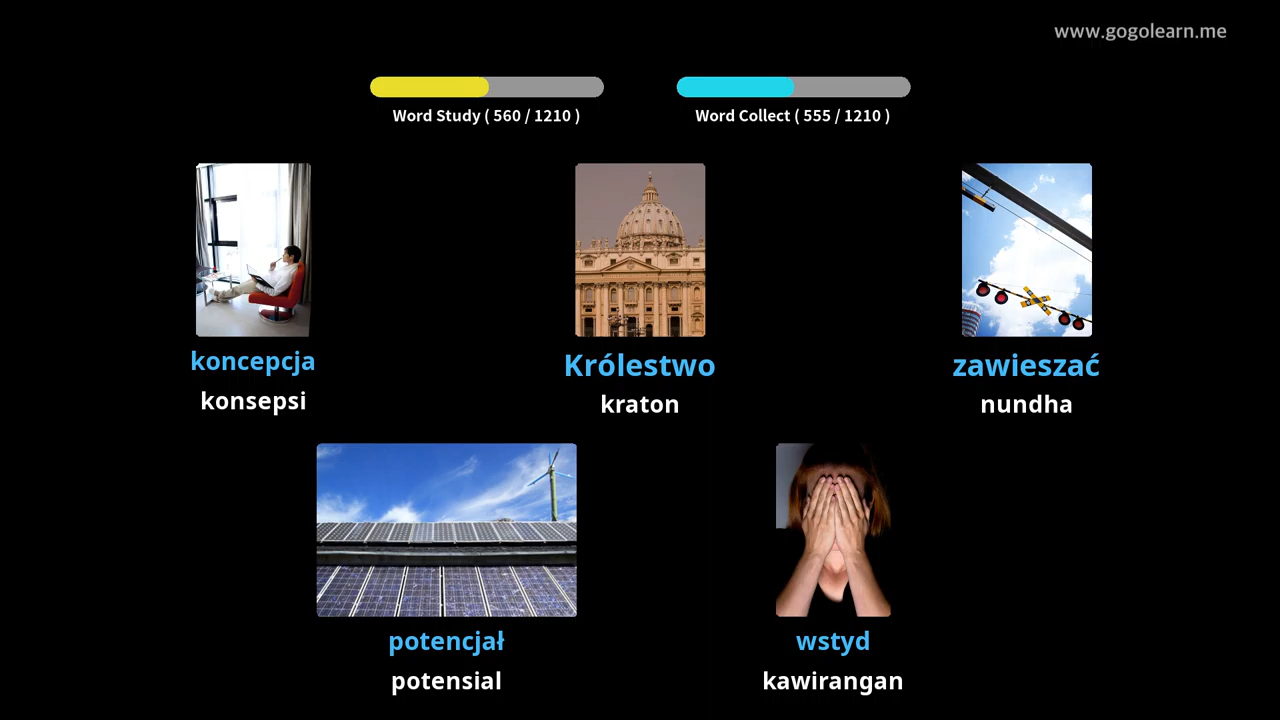 www.gogolearn.me
Word Study ( 560 / 1210 )
Word Collect ( 555 / 1210 )
koncepcja
konsepsi
Królestwo
kraton
zawieszać
nundha
potencjał
potensial
wstyd
kawirangan